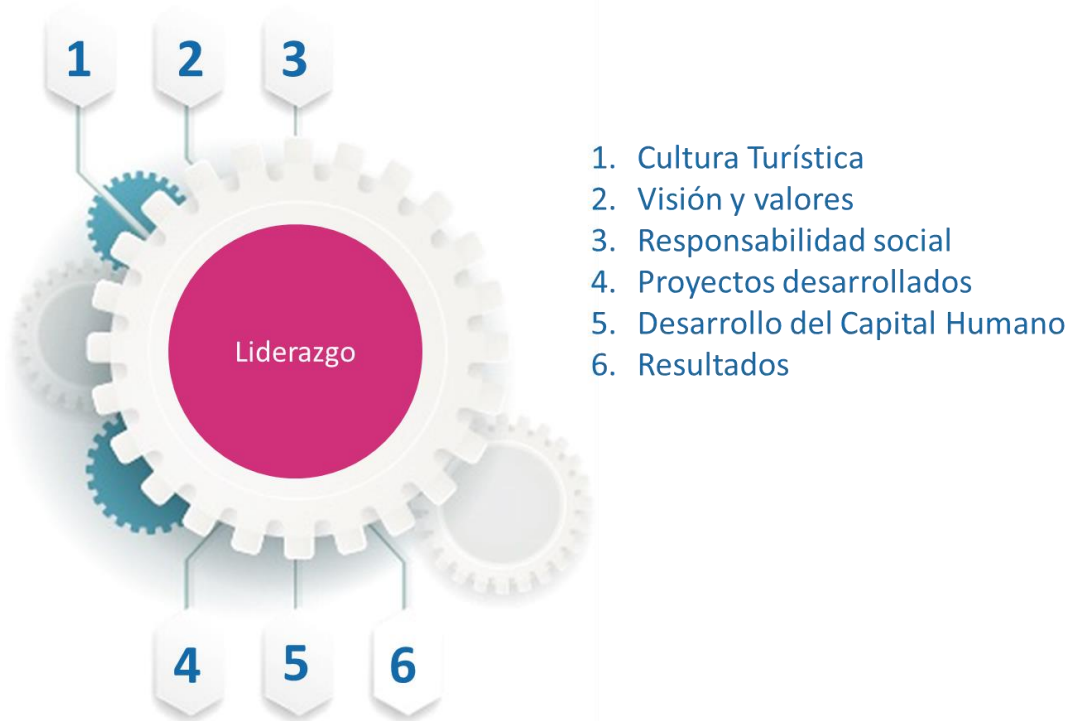 1
2
3
Liderazgo
4
5
6
1. Cultura Turística
2. Visión y valores
3. Responsabilidad social
4. Proyectos desarrollados
5. Desarrollo del Capital Humano
6. Resultados